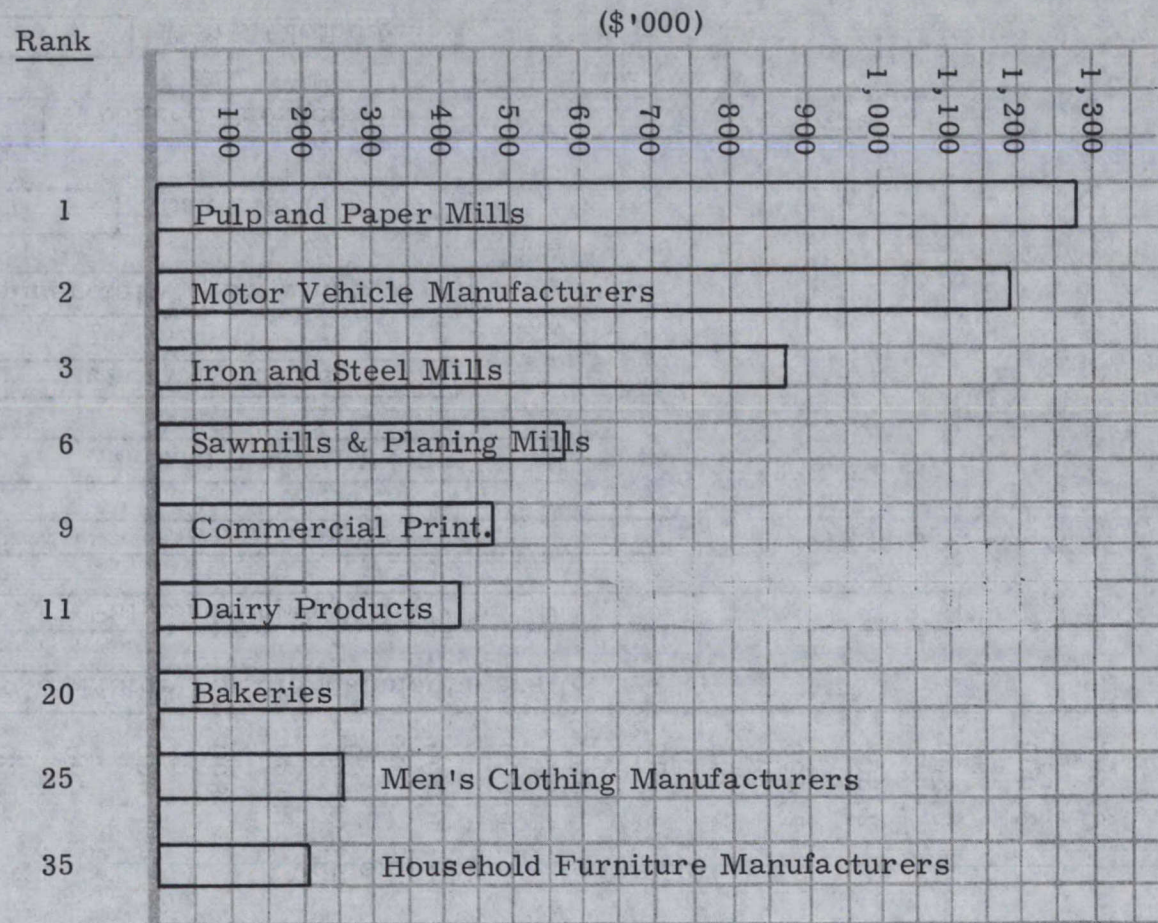 ($'000)
Rank
100 200 300 400 500 600 700 800 900 1,000 1,100 1,200 1,300
1 Pulp and Paper Mills
2 Motor Vehicle Manufacturers
3 Iron and Steel Mills
6 Sawmills & Planing Mills
9 Commercial Print.
11 Dairy Products
20 Bakeries
25 Men's Clothing Manufacturers
35 Household Furniture Manufacturers